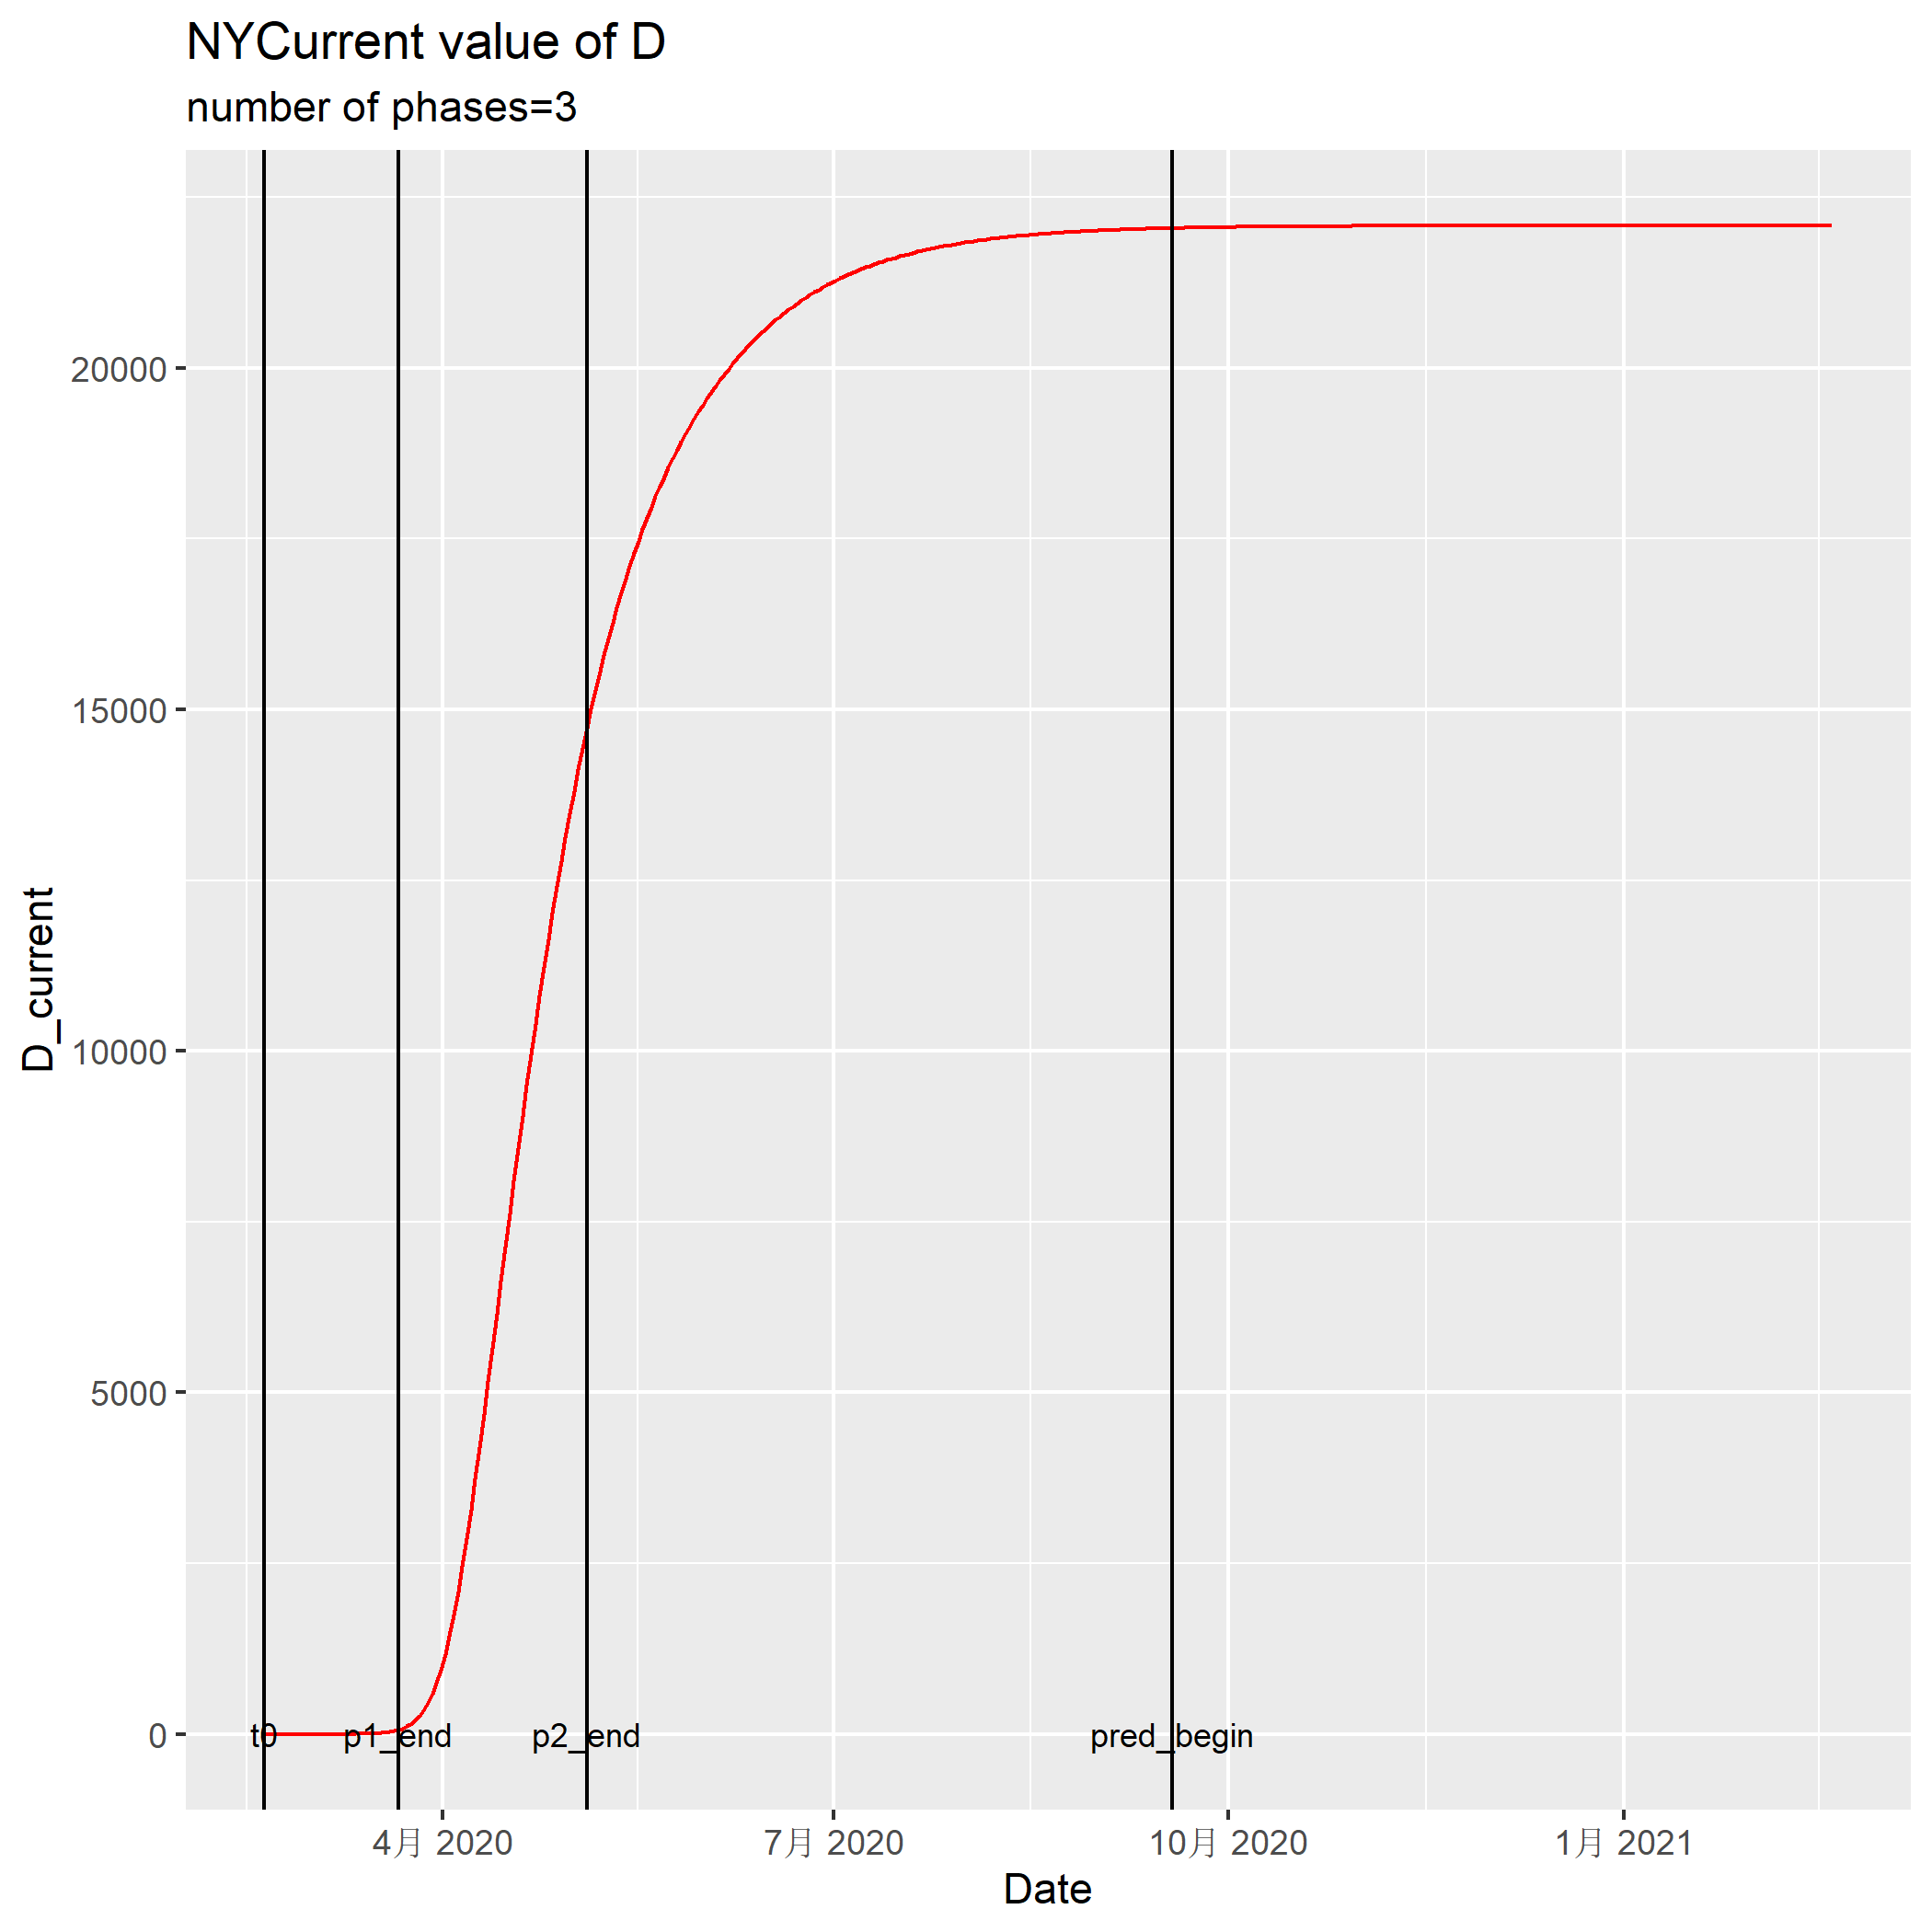 NYCurrent value of D
number of phases=3
D_current
20000
15000
10000
5000
0
t0
p1_end
p2_end
pred_begin
4月 2020
7月 2020
10月 2020
1月 2021
Date